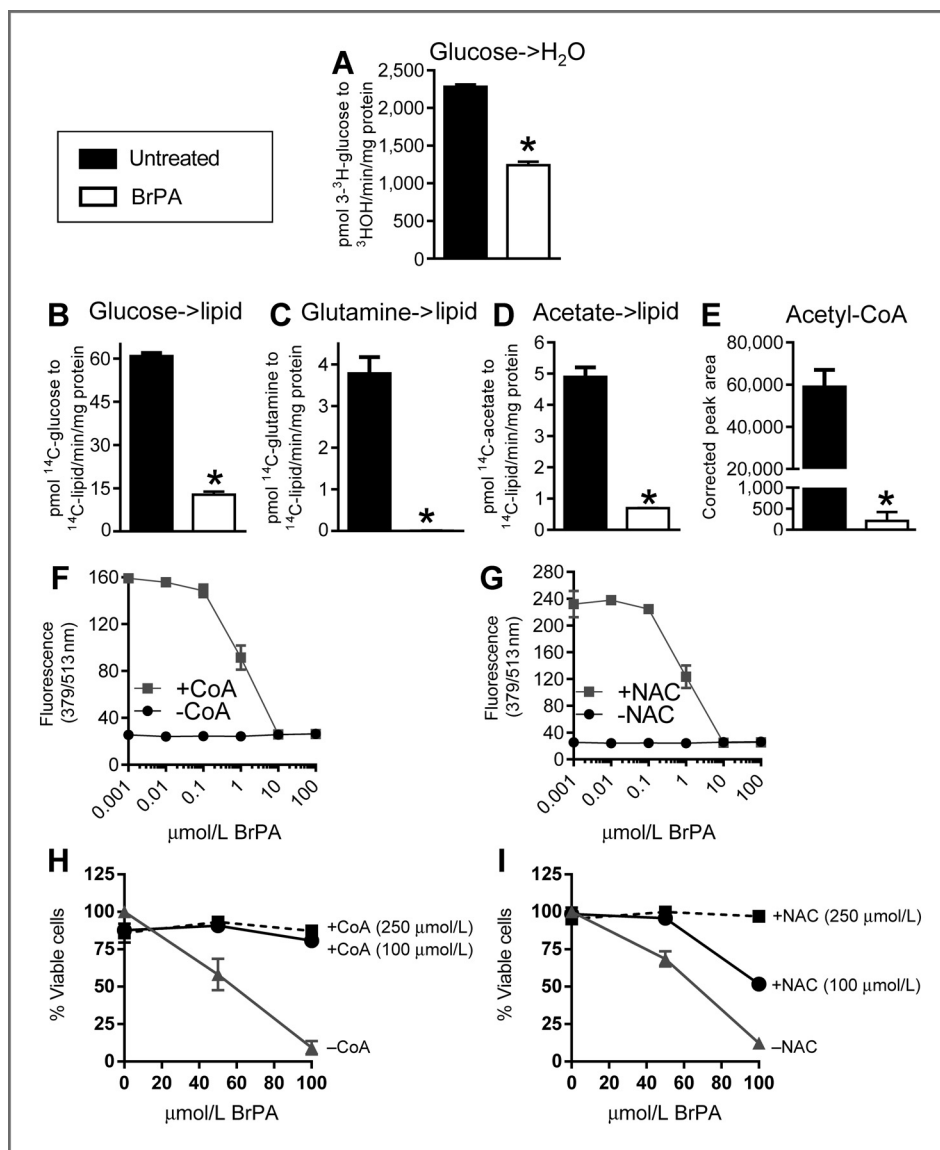 A Glucose->H₂O
pmol 3-³H-glucose to
³HOH/min/mg protein
2,500
2,000
1,500
1,000
500
0
*
Untreated
BrPA
B Glucose->lipid
pmol ¹⁴C-glucose to
¹⁴C-lipid/min/mg protein
60
45
30
15
0
*
C Glutamine->lipid
pmol ¹⁴C-glutamine to
¹⁴C-lipid/min/mg protein
4
3
2
1
0
*
D Acetate->lipid
pmol ¹⁴C-acetate to
¹⁴C-lipid/min/mg protein
6
5
4
3
2
1
0
*
E Acetyl-CoA
Corrected peak area
80,000
60,000
40,000
20,000
1,000
500
0
*
F
Fluorescence
(379/513 nm)
160
120
80
40
0
+CoA
-CoA
0.001 0.01 0.1 1 10 100
μmol/L BrPA
G
Fluorescence
(379/513 nm)
280
240
200
160
120
80
40
0
+NAC
-NAC
0.001 0.01 0.1 1 10 100
μmol/L BrPA
H
% Viable cells
125
100
75
50
25
0
+CoA (250 μmol/L)
+CoA (100 μmol/L)
–CoA
0 20 40 60 80 100
μmol/L BrPA
I
% Viable cells
125
100
75
50
25
0
+NAC (250 μmol/L)
+NAC (100 μmol/L)
–NAC
0 20 40 60 80 100
μmol/L BrPA